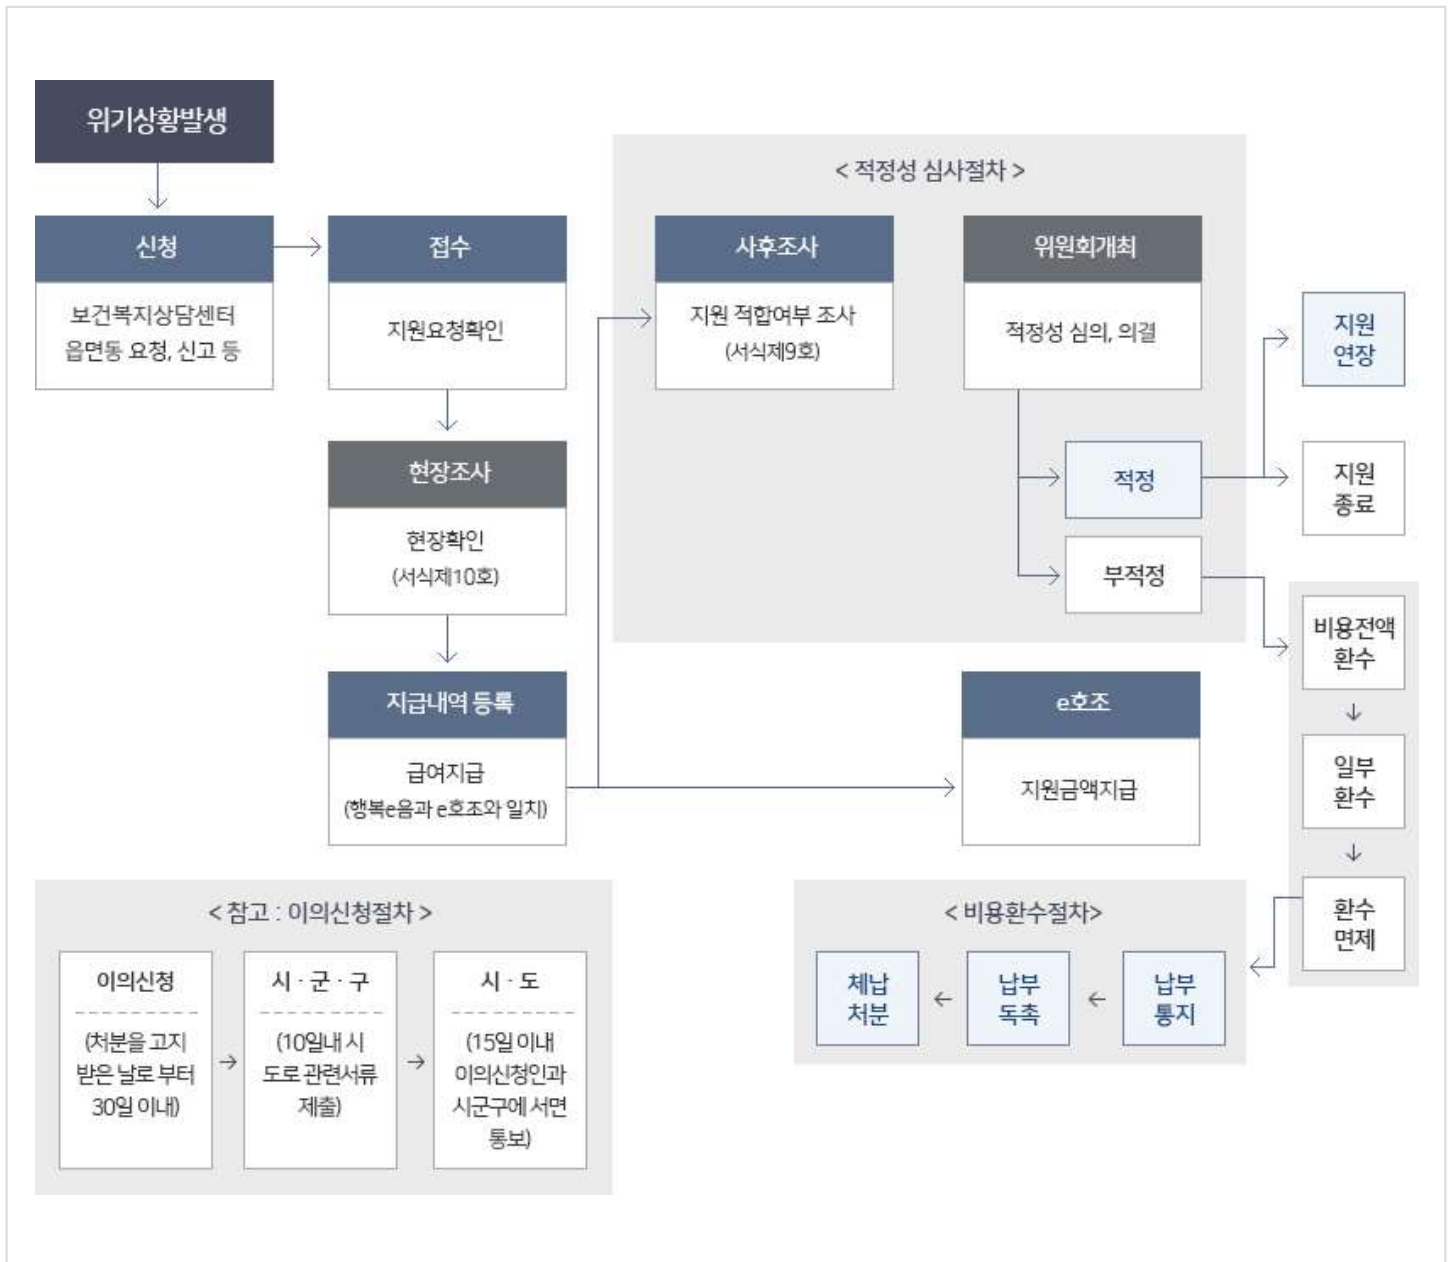 위기상황발생
신청
보건복지상담센터
읍면동 요청, 신고 등
접수
지원요청확인
현장조사
현장확인
(서식제10호)
지급내역 등록
급여지급
(행복e음과 e호조와 일치)
< 적정성 심사절차 >
사후조사
지원 적합여부 조사
(서식제9호)
위원회개최
적정성 심의, 의결
적정
부적정
지원
연장
지원
종료
비용전액
환수
일부
환수
환수
면제
e호조
지원금액지급
< 비용환수절차>
납부
통지
납부
독촉
체납
처분
< 참고 : 이의신청절차 >
이의신청
(처분을 고지
받은 날로 부터
30일 이내)
시 · 군 · 구
(10일내 시
도로 관련서류
제출)
시 · 도
(15일 이내
이의신청인과
시군구에 서면
통보)